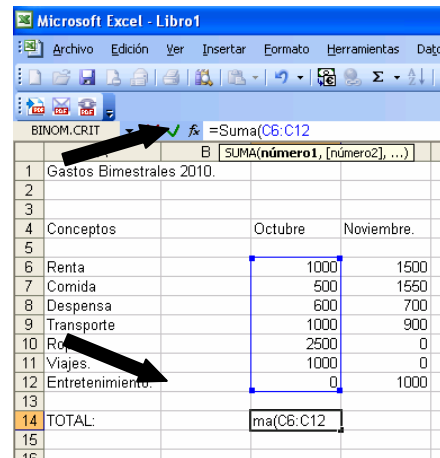 Microsoft Excel - Libro1
Archivo Edición Ver Insertar Formato Herramientas
BINOM.CRIT fx =Suma(C6:C12
B SUMA(número1, [número2], ...)
1 Gastos Bimestrales 2010.
2
3
4 Conceptos Octubre Noviembre.
5
6 Renta 1000 1500
7 Comida 500 1550
8 Despensa 600 700
9 Transporte 1000 900
10 2500 0
11 Viajes. 1000 0
12 Entretenimiento. 0 1000
13
14 TOTAL: ma(C6:C12
15